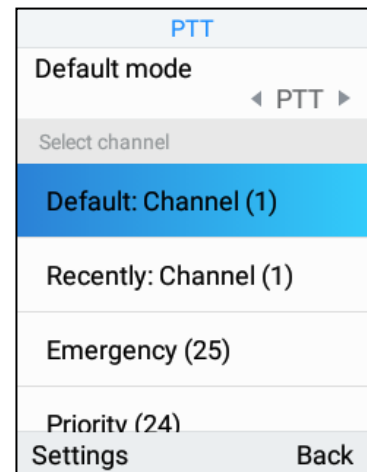 PTT
Default mode
PTT
Select channel
Default: Channel (1)
Recently: Channel (1)
Emergency (25)
Priority (24)
Settings Back